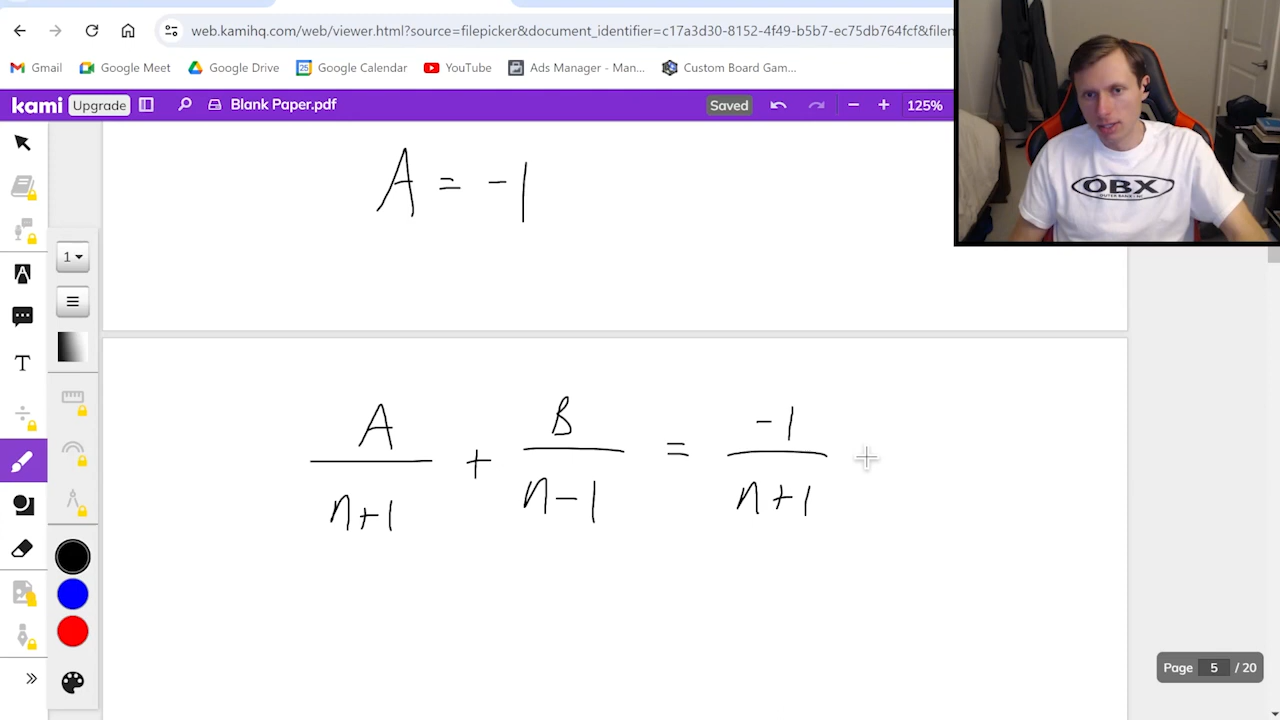 web.kamihq.com/web/viewer.html?source=filepicker&document_identifier=c17a3d30-8152-4f49-b5b7-ec75db764fcf&filen
Gmail Google Meet Google Drive 25 Google Calendar YouTube Ads Manager - Man... Custom Board Gam...
kami Upgrade Blank Paper.pdf Saved 125%
OBX
A = -1
1
T
A/(n+1) + B/(n-1) = -1/(n+1)
Page 5 / 20